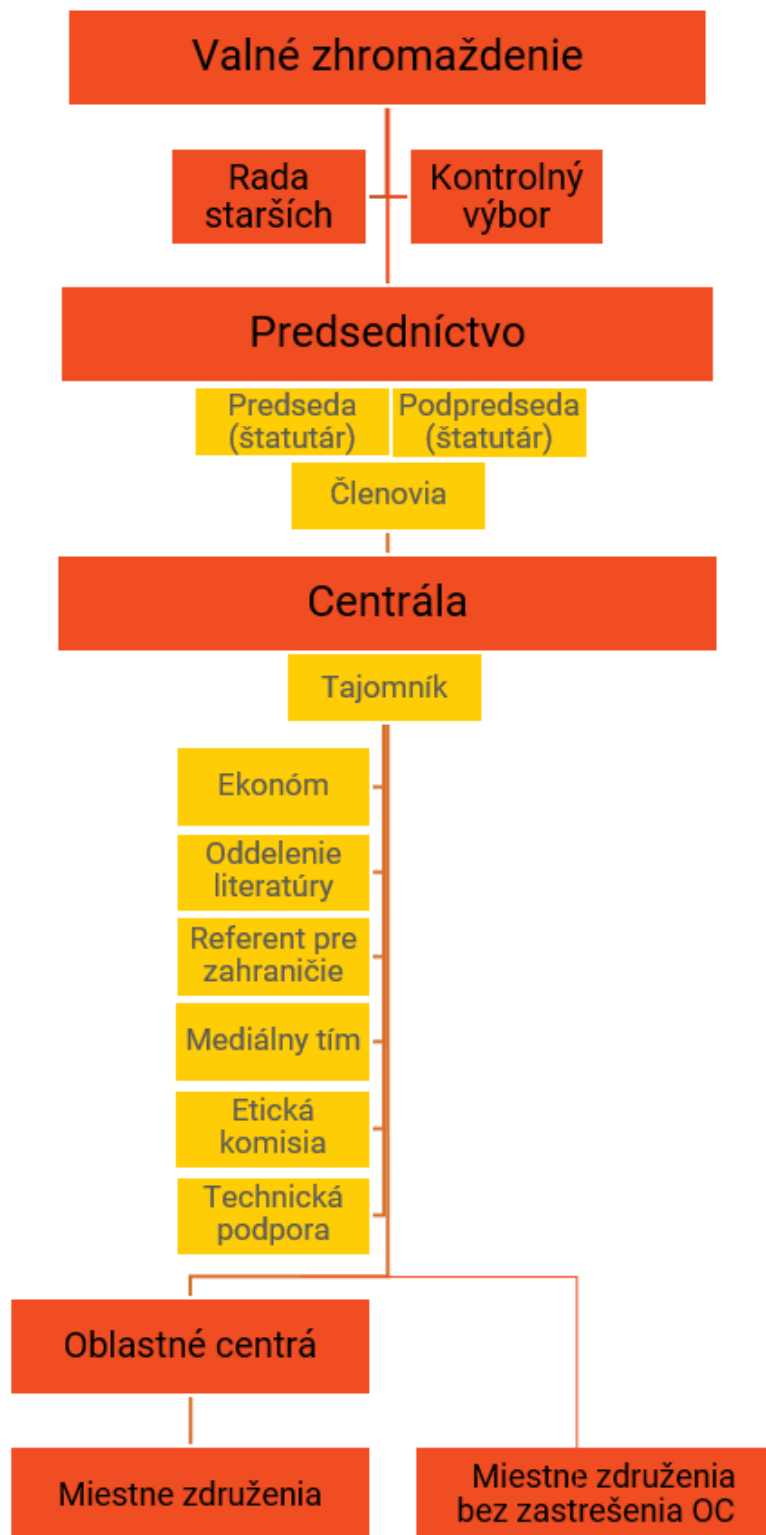 Valné zhromaždenie
Rada
starších
Kontrolný
výbor
Predsedníctvo
Predseda
(štatutár)
Podpredseda
(štatutár)
Členovia
Centrála
Tajomník
Ekonóm
Oddelenie
literatúry
Referent pre
zahraničie
Mediálny tím
Etická
komisia
Technická
podpora
Oblastné centrá
Miestne združenia
Miestne združenia
bez zastrešenia OC